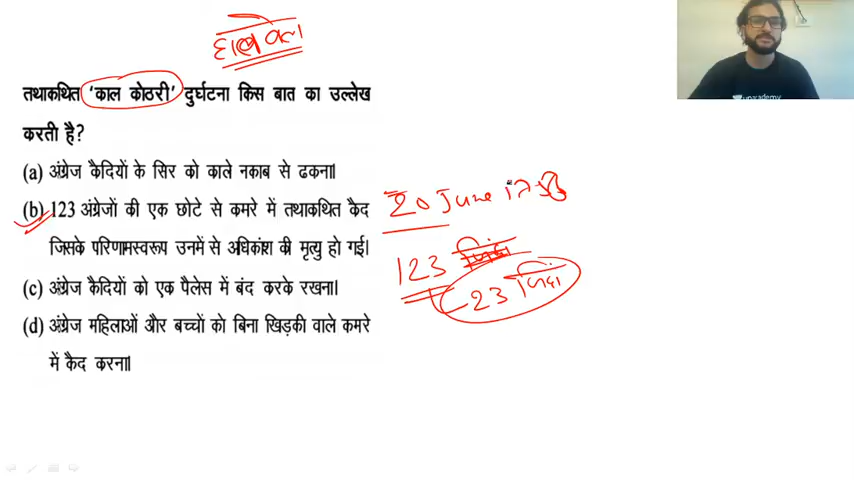 हालवेल
तथाकथित 'काल कोठरी' दुर्घटना किस बात का उल्लेख
करती है?
(a) अंग्रेज कैदियों के सिर को काले नकाब से ढकना।
(b) 123 अंग्रेजों की एक छोटे से कमरे में तथाकथित कैद
जिसके परिणामस्वरूप उनमें से अधिकांश की मृत्यु हो गई।
(c) अंग्रेज कैदियों को एक पैलेस में बंद करके रखना।
(d) अंग्रेज महिलाओं और बच्चों को बिना खिड़की वाले कमरे
में कैद करना।
20 June
123
23 जिंदा
unacademy